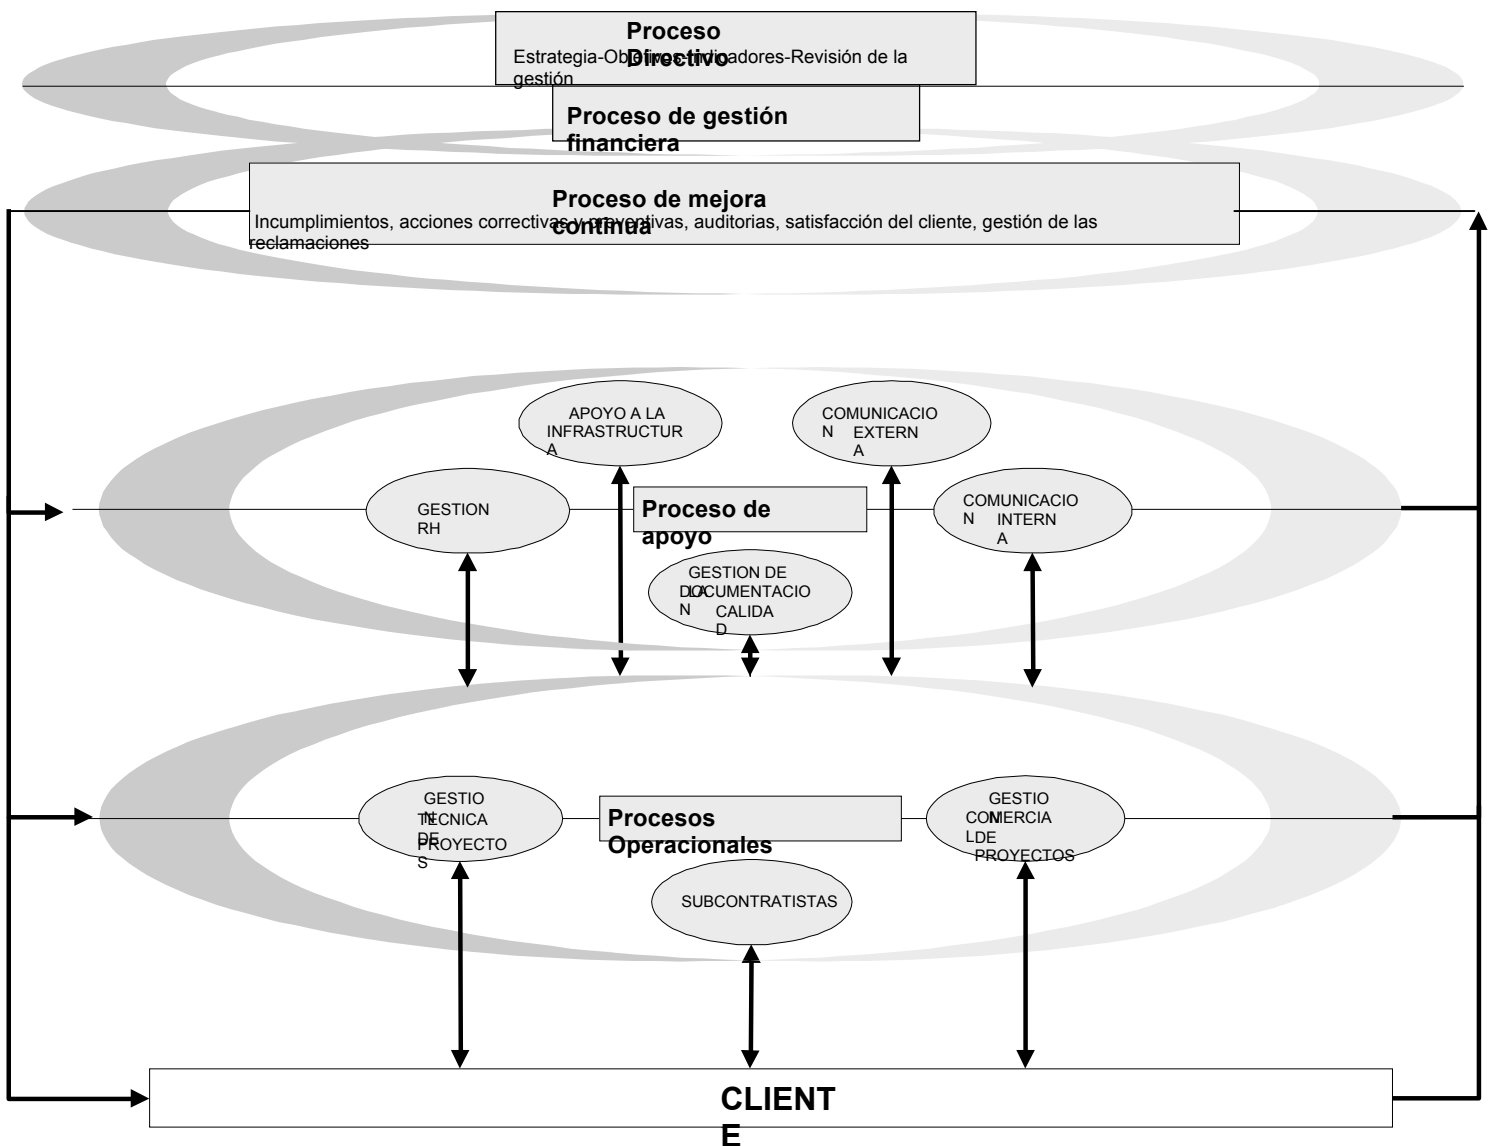 Proceso
Directivo
Estrategia-Objetivos-Indicadores-Revisión de la
gestión
Proceso de gestión
financiera
Proceso de mejora
continua
Incumplimientos, acciones correctivas y preventivas, auditorias, satisfacción del cliente, gestión de las
reclamaciones
APOYO A LA
INFRASTRUCTUR
A
COMUNICACIO
N EXTERN
A
GESTION
RH
Proceso de
apoyo
COMUNICACIO
N INTERN
A
GESTION DE
LA
DOCUMENTACIO
N
CALIDA
D
GESTIO
N
TECNICA
DE
PROYECTO
S
Procesos
Operacionales
GESTIO
N
COMERCIA
L DE
PROYECTOS
SUBCONTRATISTAS
CLIENT
E